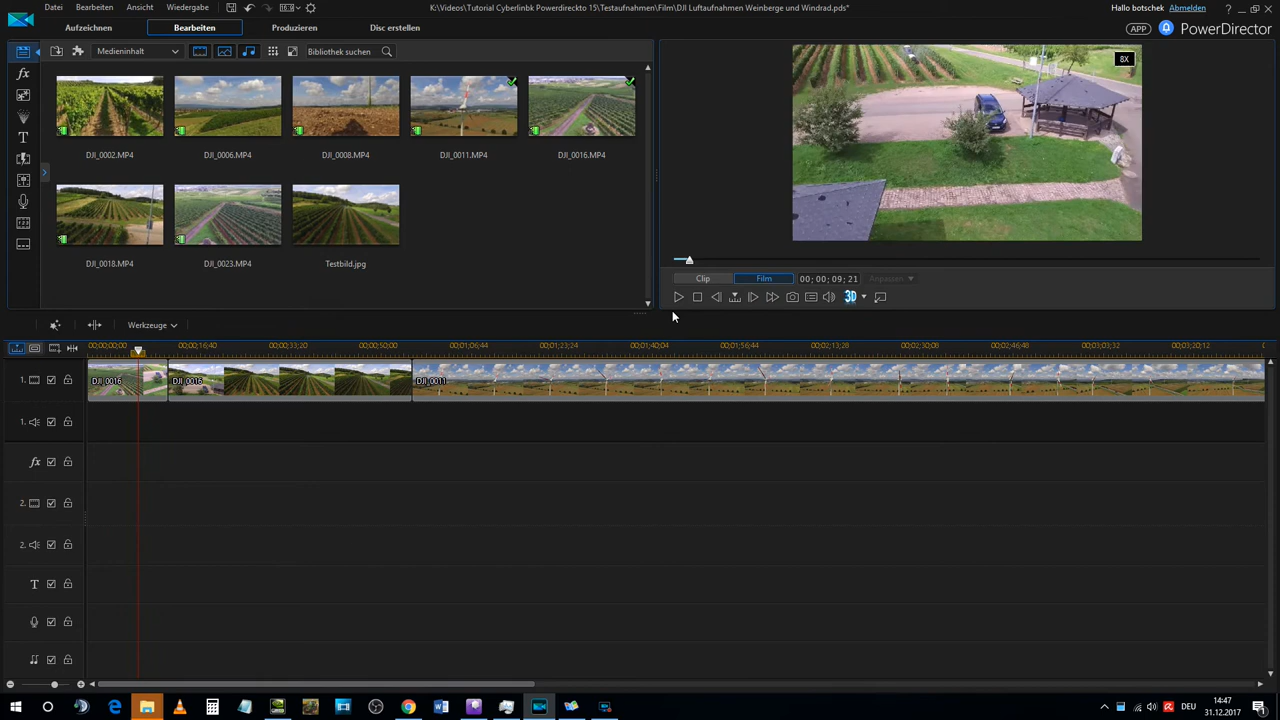 Datei Bearbeiten Ansicht Wiedergabe
K:\Videos\Tutorial Cyberlinbk Powerdireckto 15\Testaufnahmen\Film\DJI Luftaufnahmen Weinberge und Windrad.pds*
Hallo botschek Abmelden
Aufzeichnen Bearbeiten Produzieren Disc erstellen
APP PowerDirector
Medieninhalt Bibliothek suchen
8X
DJI_0002.MP4 DJI_0006.MP4 DJI_0008.MP4 DJI_0011.MP4 DJI_0016.MP4
DJI_0018.MP4 DJI_0023.MP4 Testbild.jpg
Clip Film 00; 00; 09; 21 Anpassen
3D
Werkzeuge
00;00;00;00 00;00;16;40 00;00;33;20 00;00;50;00 00;01;06;44 00;01;23;24 00;01;40;04 00;01;56;44 00;02;13;28 00;02;30;08 00;02;46;48 00;03;03;32 00;03;20;12
1. DJI_0016 DJI_0016 DJI_0011
1.
fx
2.
2.
T
DEU 14:47
31.12.2017